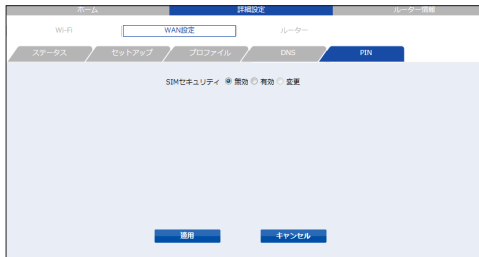 ホーム 詳細設定 ルーター情報
Wi-Fi WAN設定 ルーター
ステータス セットアップ プロファイル DNS PIN
SIMセキュリティ 無効 有効 変更
適用 キャンセル